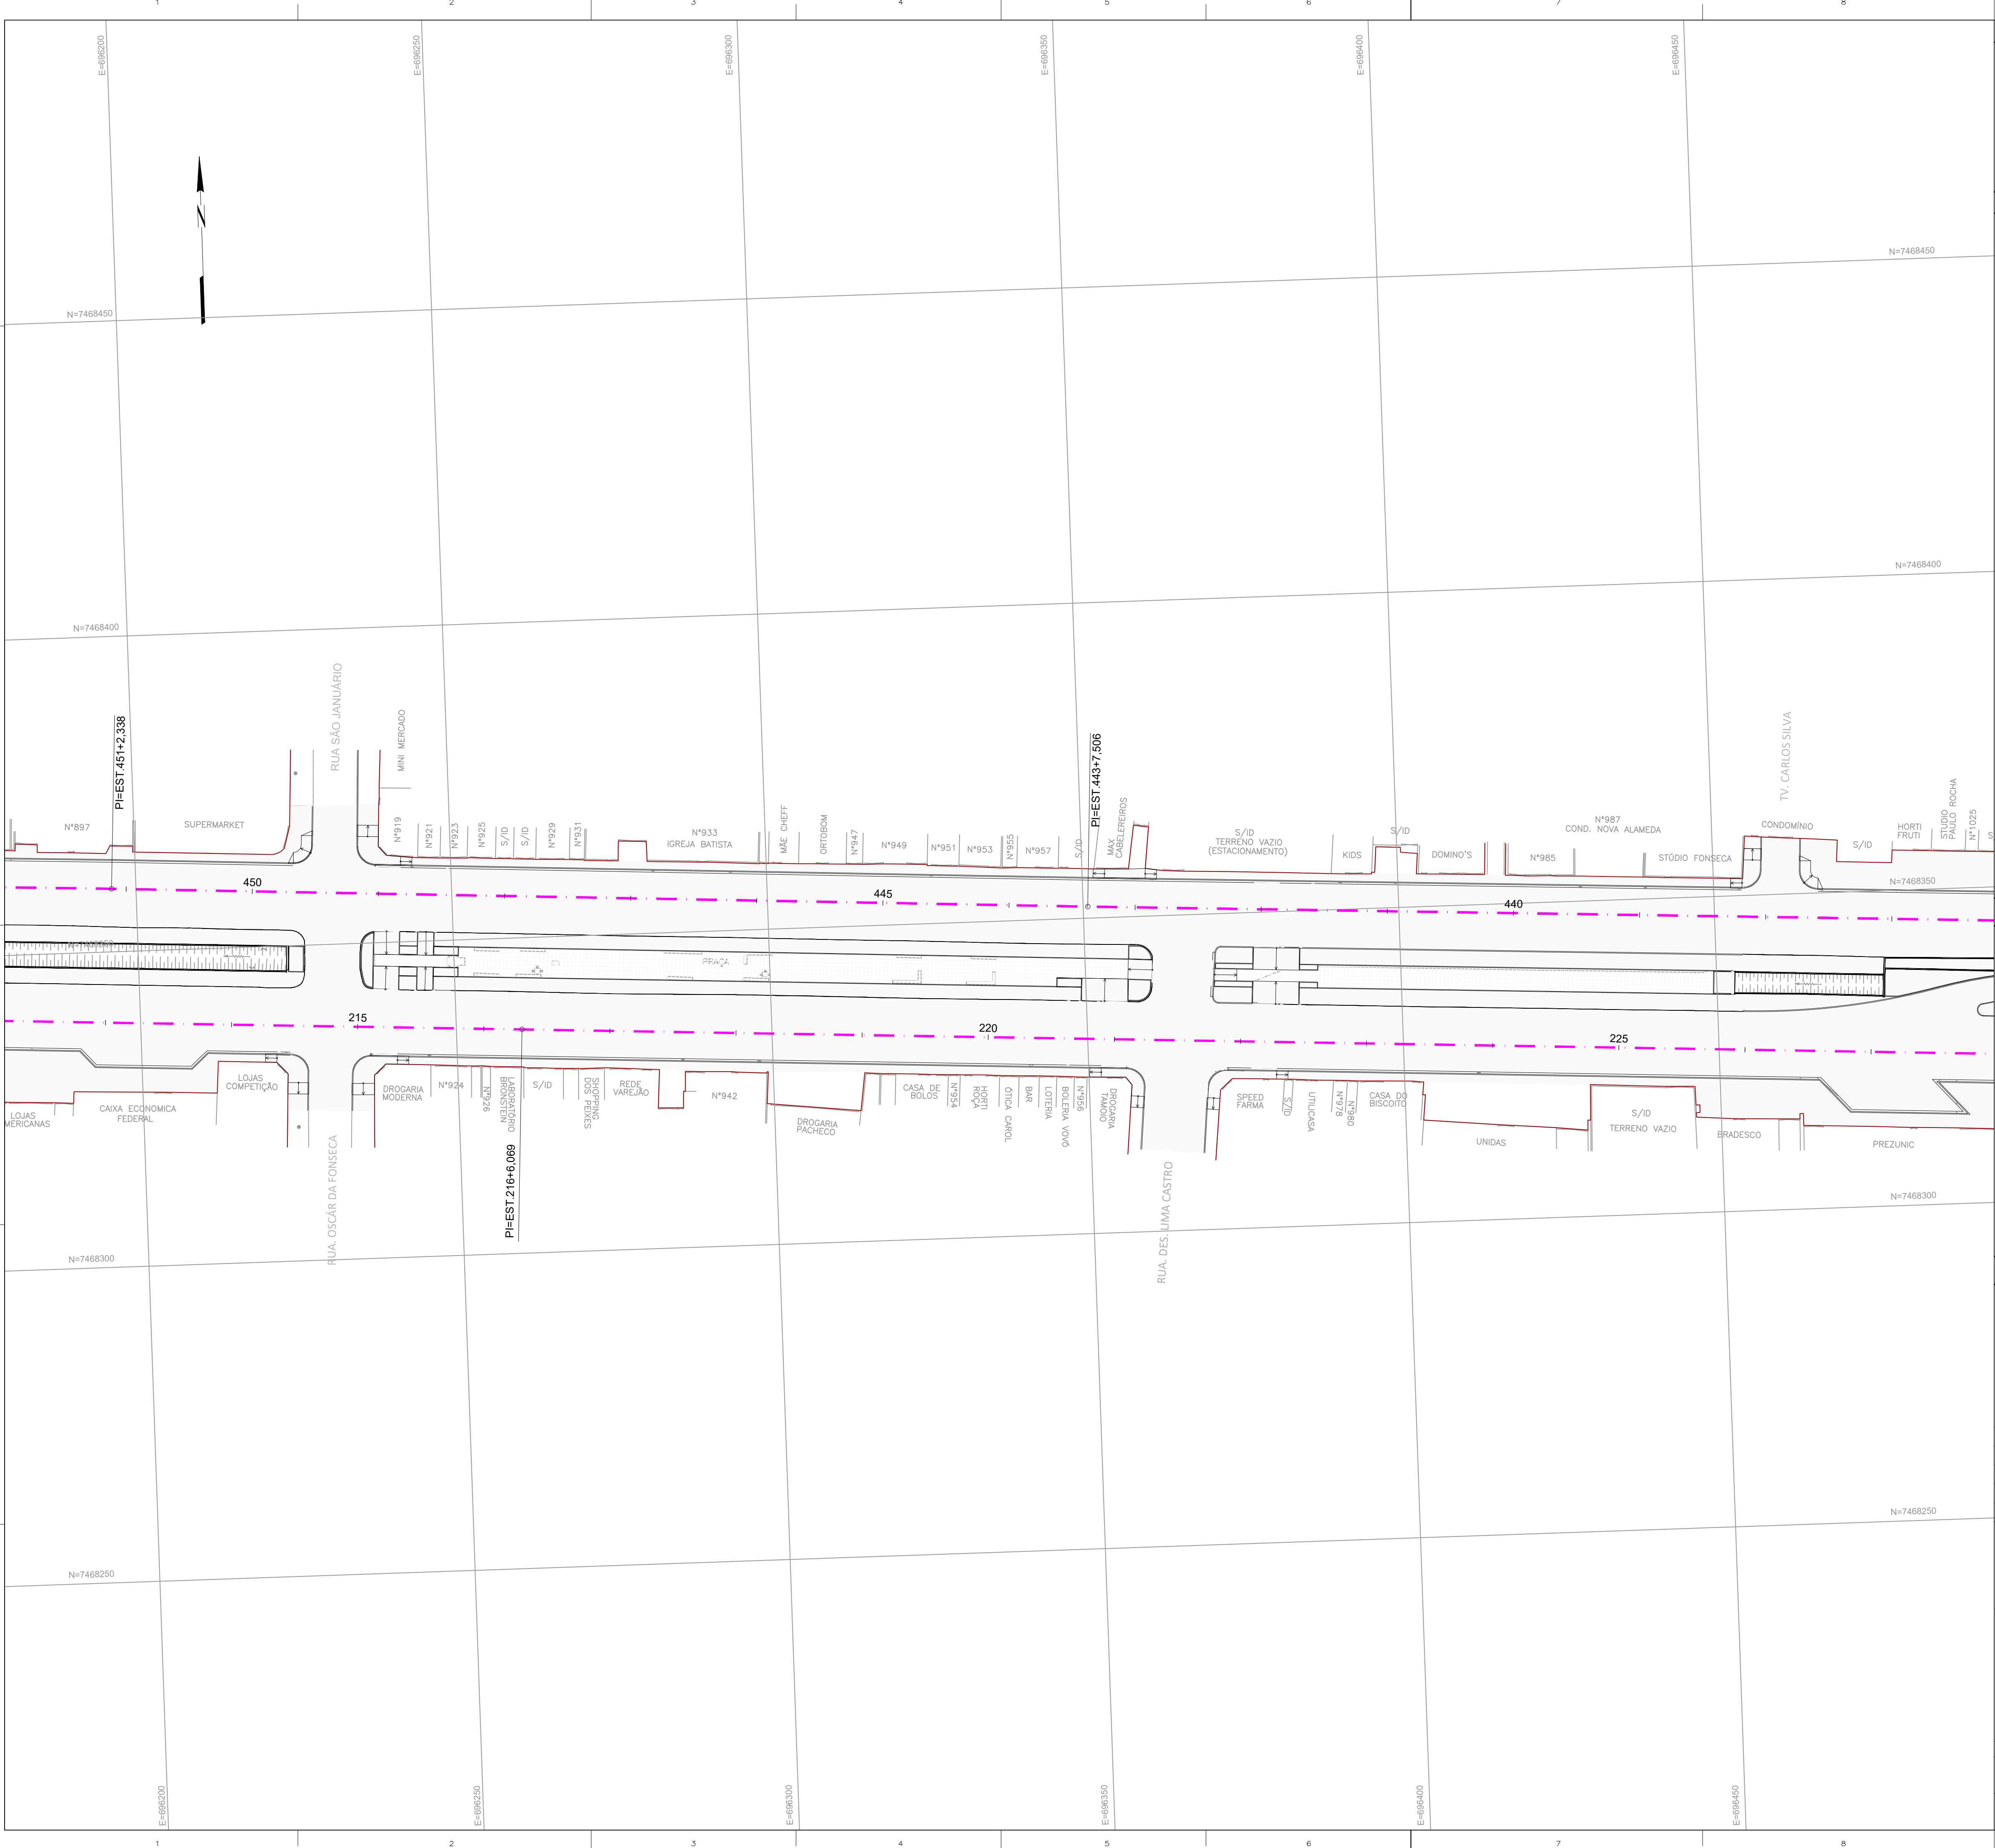 1 2 3 4 5 6 7 8
E=696200 E=696250 E=696300 E=696350 E=696400 E=696450
N
N=7468450
N=7468450
N=7468400
N=7468400
RUA SÃO JANUÁRIO
MINI MERCADO
TV. CARLOS SILVA
PI=EST.451+2,338
PI=EST.443+7,506
N°897
SUPERMARKET
N°919
N°921
N°923
N°925
S/ID
S/ID
N°929
N°931
N°933
IGREJA BATISTA
MÃE CHEFF
ORTOBOM
N°947
N°949
N°951
N°953
N°955
N°957
S/ID
MAX
CABELEREIROS
S/ID
TERRENO VAZIO
(ESTACIONAMENTO)
KIDS
S/ID
DOMINO'S
N°985
N°987
COND. NOVA ALAMEDA
STÚDIO FONSECA
CONDOMÍNIO
S/ID
HORTI
FRUTI
STUDIO
PAULO ROCHA
N°1025
S
N=7468350
450
445
440
N=7468350
PRAÇA
215
220
225
LOJAS
MERICANAS
CAIXA ECONOMICA
FEDERAL
LOJAS
COMPETIÇÃO
DROGARIA
MODERNA
N°924
N°926
LABORATÓRIO
BRONSTEIN
S/ID
SHOPPING
DOS PEIXES
REDE
VAREJÃO
N°942
DROGARIA
PACHECO
CASA DE
BOLOS
N°954
HORTI
ROÇA
ÓTICA CAROL
BAR
LOTERIA
BOLERIA VOVÓ
N°956
DROGARIA
TAMOIO
SPEED
FARMA
S/ID
UTILICASA
N°978
N°980
CASA DO
BISCOITO
UNIDAS
S/ID
TERRENO VAZIO
BRADESCO
PREZUNIC
RUA. OSCÁR DA FONSECA
PI=EST.216+6,069
RUA. DES. LIMA CASTRO
N=7468300
N=7468300
N=7468250
N=7468250
E=696200 E=696250 E=696300 E=696350 E=696400 E=696450
1 2 3 4 5 6 7 8